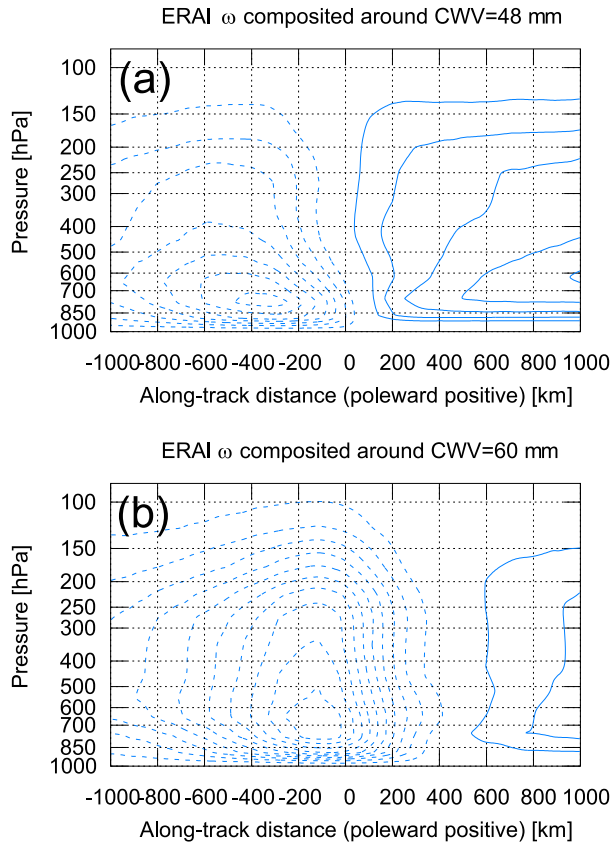 ERAI ω composited around CWV=48 mm
(a)
Pressure [hPa]
100
150
200
250
300
400
500
600
700
850
1000
-1000 -800 -600 -400 -200 0 200 400 600 800 1000
Along-track distance (poleward positive) [km]
ERAI ω composited around CWV=60 mm
(b)
Pressure [hPa]
100
150
200
250
300
400
500
600
700
850
1000
-1000 -800 -600 -400 -200 0 200 400 600 800 1000
Along-track distance (poleward positive) [km]